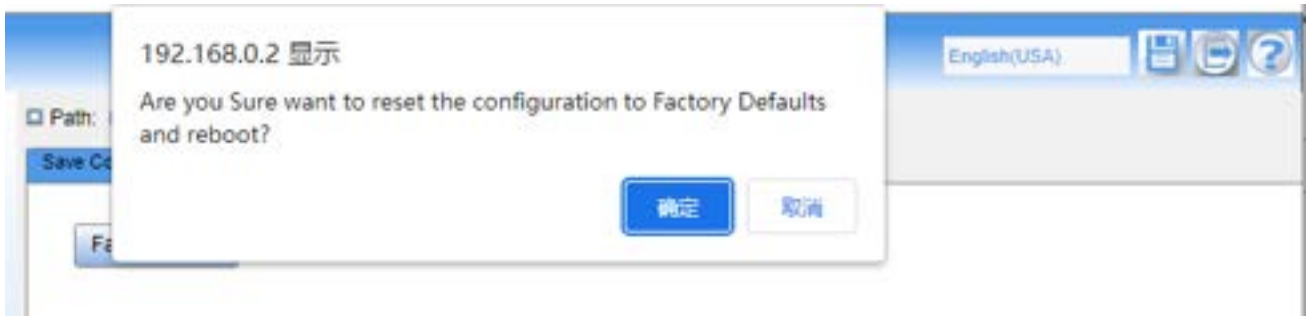 192.168.0.2 显示
English(USA)
Are you Sure want to reset the configuration to Factory Defaults
and reboot?
Path:
Save Co
确定
取消
Fa